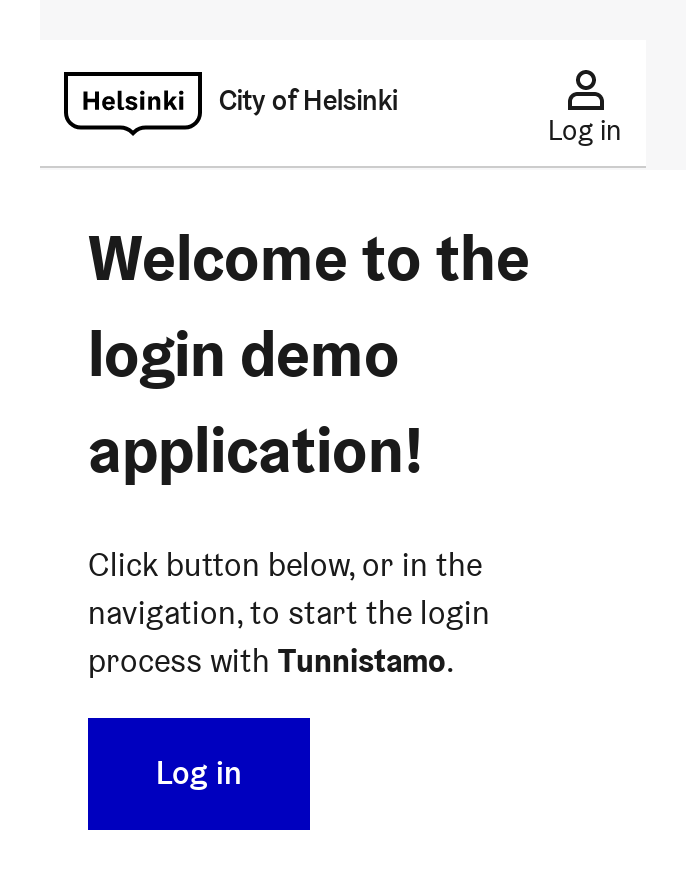 Helsinki City of Helsinki
Log in
Welcome to the
login demo
application!
Click button below, or in the
navigation, to start the login
process with Tunnistamo.
Log in